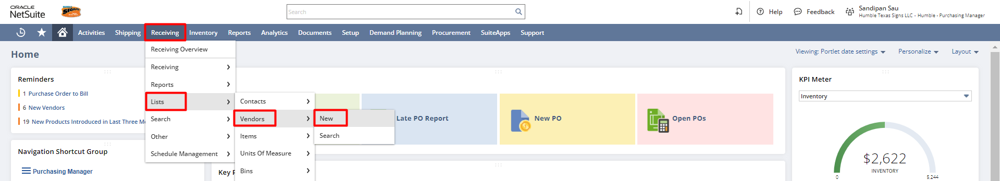 ORACLE
NetSuite
SIGNS
Search
Help
Feedback
Sandipan Sau
Humble Texas Signs LLC - Humble - Purchasing Manager
Activities Shipping Receiving Inventory Reports Analytics Documents Setup Demand Planning Procurement SuiteApps Support
Home
Viewing: Portlet date settings
Personalize
Layout
Receiving Overview
Receiving
Reports
Lists
Search
Other
Schedule Management
Contacts
Vendors
Items
Units Of Measure
Bins
New
Search
Reminders
1 Purchase Order to Bill
6 New Vendors
19 New Products Introduced in Last Three Mo
Navigation Shortcut Group
Purchasing Manager
Late PO Report
New PO
Open POs
Key P
KPI Meter
Inventory
$2,622
INVENTORY
0
5,244